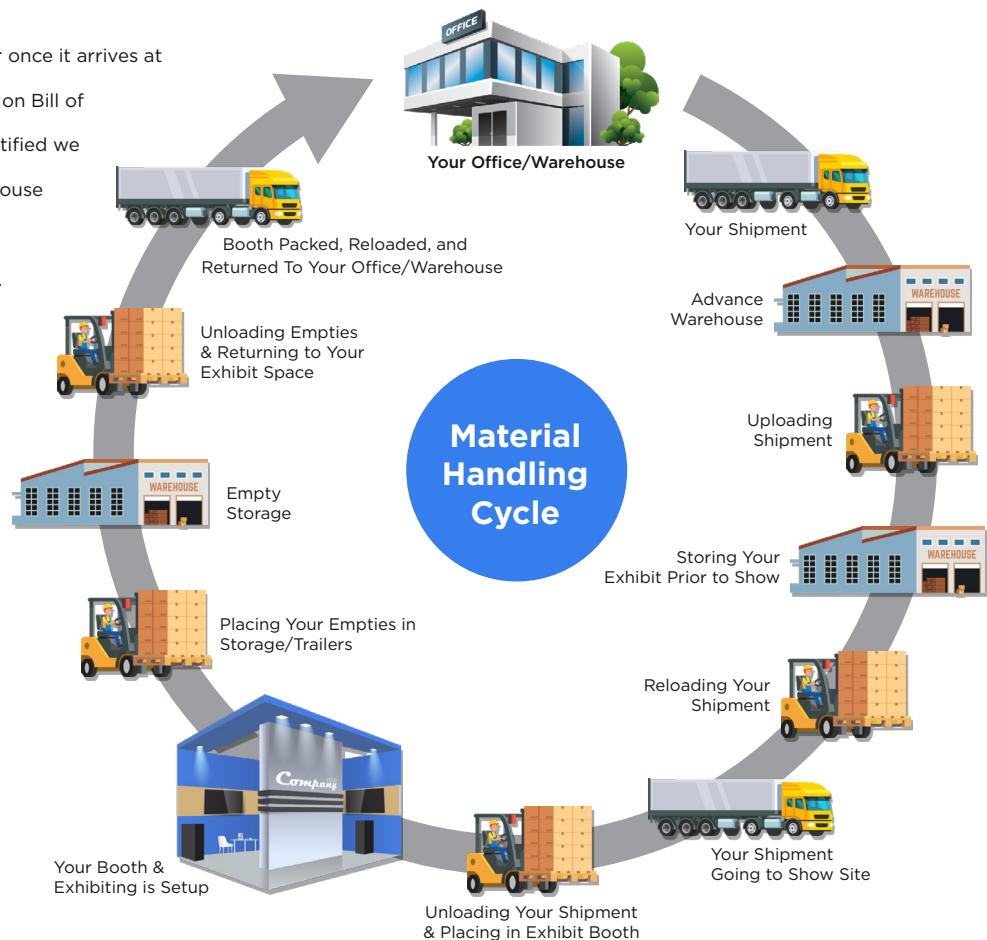 r once it arrives at
on Bill of
tified we
ouse
.
OFFICE
Your Office/Warehouse
Your Shipment
Advance
Warehouse
WAREHOUSE
Uploading
Shipment
Storing Your
Exhibit Prior to Show
WAREHOUSE
Reloading Your
Shipment
Your Shipment
Going to Show Site
Unloading Your Shipment
& Placing in Exhibit Booth
Company
Your Booth &
Exhibiting is Setup
Placing Your Empties in
Storage/Trailers
WAREHOUSE
Empty
Storage
Unloading Empties
& Returning to Your
Exhibit Space
Booth Packed, Reloaded, and
Returned To Your Office/Warehouse
Material
Handling
Cycle